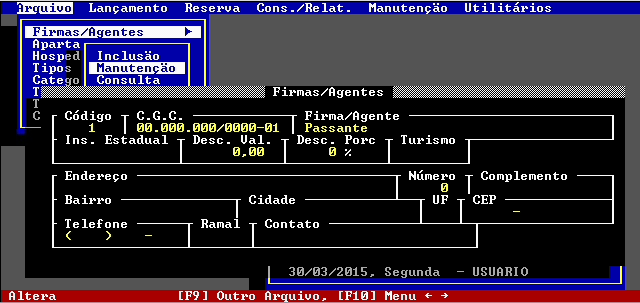 Arquivo Lançamento Reserva Cons./Relat. Manutenção Utilitários
Firmas/Agentes
Aparta
Hosped
Tipos
Catego
T
T
C
Inclusão
Manutenção
Consulta
Firmas/Agentes
Código C.G.C. Firma/Agente
1 00.000.000/0000-01 Passante
Ins. Estadual Desc. Val. Desc. Porc Turismo
0,00 0 %
Endereço Número Complemento
0
Bairro Cidade UF CEP
-
Telefone Ramal Contato
( ) -
30/03/2015, Segunda - USUARIO
Altera [F9] Outro Arquivo, [F10] Menu ← →